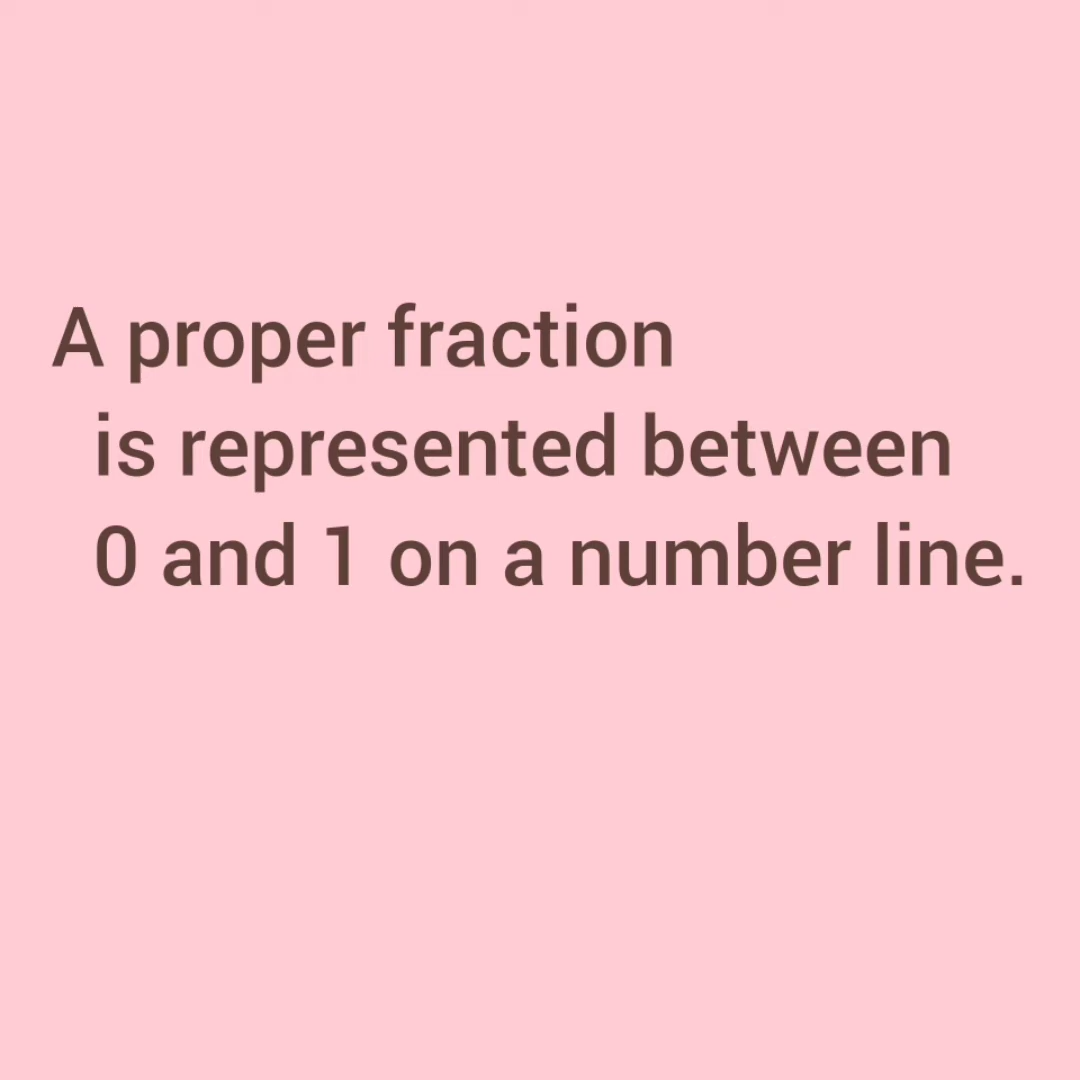 A proper fraction
is represented between
0 and 1 on a number line.